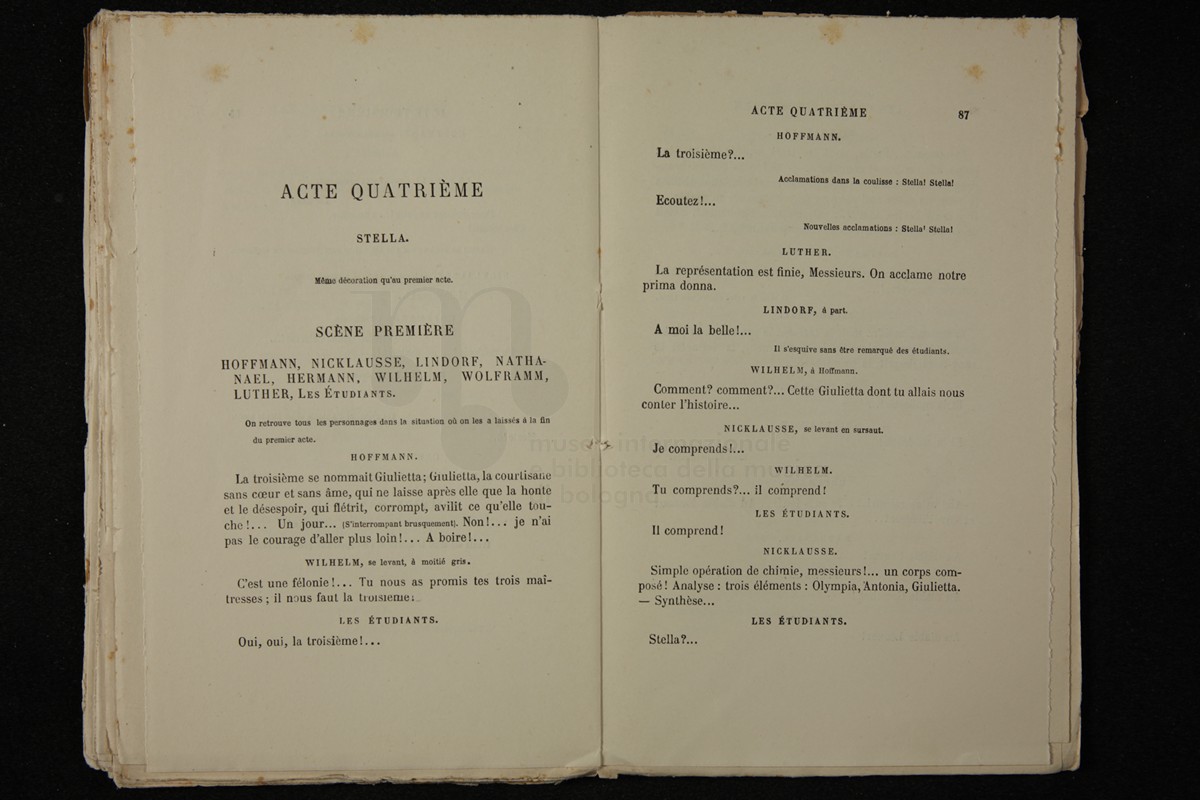 ACTE QUATRIÈME
STELLA.
Même décoration qu'au premier acte.
SCÈNE PREMIÈRE
HOFFMANN, NICKLAUSSE, LINDORF, NATHA-
NAEL, HERMANN, WILHELM, WOLFRAMM,
LUTHER, LES ÉTUDIANTS.
On retrouve tous les personnages dans la situation où on les a laissés à la fin
du premier acte.
HOFFMANN.
La troisième se nommait Giulietta; Giulietta, la courtisane
sans cœur et sans âme, qui ne laisse après elle que la honte
et le désespoir, qui flétrit, corrompt, avilit ce qu'elle tou-
che!... Un jour... (S'interrompant brusquement). Non!... je n'ai
pas le courage d'aller plus loin!... A boire!...
WILHELM, se levant, à moitié gris.
C'est une félonie!... Tu nous as promis tes trois maî-
tresses; il nous faut la troisième:
LES ÉTUDIANTS.
Oui, oui, la troisième!...
ACTE QUATRIÈME 87
HOFFMANN.
La troisième?...
Acclamations dans la coulisse : Stella! Stella!
Ecoutez!...
Nouvelles acclamations : Stella! Stella!
LUTHER.
La représentation est finie, Messieurs. On acclame notre
prima donna.
LINDORF, à part.
A moi la belle!...
Il s'esquive sans être remarqué des étudiants.
WILHELM, à Hoffmann.
Comment? comment?... Cette Giulietta dont tu allais nous
conter l'histoire...
NICKLAUSSE, se levant en sursaut.
Je comprends!...
WILHELM.
Tu comprends?... il comprend!
LES ÉTUDIANTS.
Il comprend!
NICKLAUSSE.
Simple opération de chimie, messieurs!... un corps com-
posé! Analyse : trois éléments : Olympia, Antonia, Giulietta.
— Synthèse...
LES ÉTUDIANTS.
Stella?...
museo internazionale
e biblioteca della
di bologna